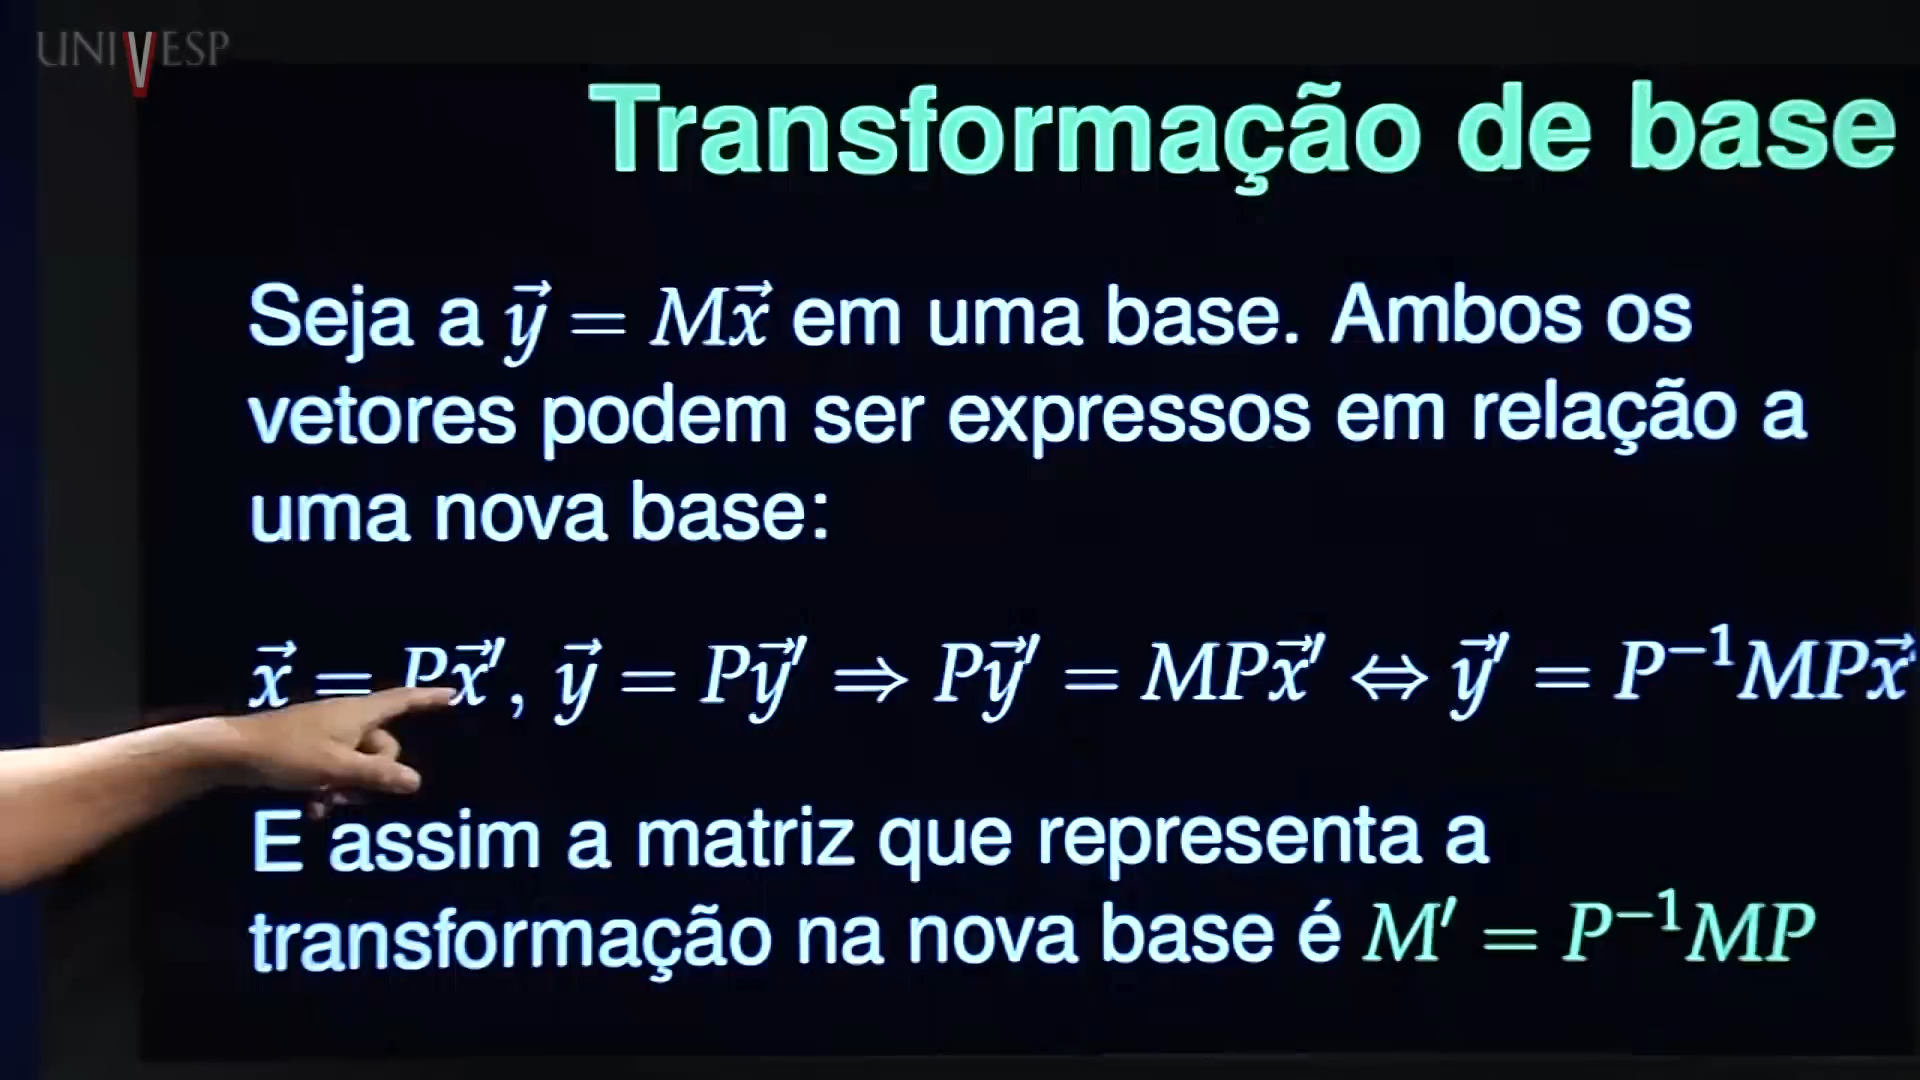 UNIVESP
Transformação de base
Seja a y⃗ = Mx⃗ em uma base. Ambos os
vetores podem ser expressos em relação a
uma nova base:
x⃗ = Px⃗′, y⃗ = Py⃗′ ⇒ Py⃗′ = MPx⃗′ ⇔ y⃗′ = P⁻¹MPx⃗′
E assim a matriz que representa a
transformação na nova base é M′ = P⁻¹MP